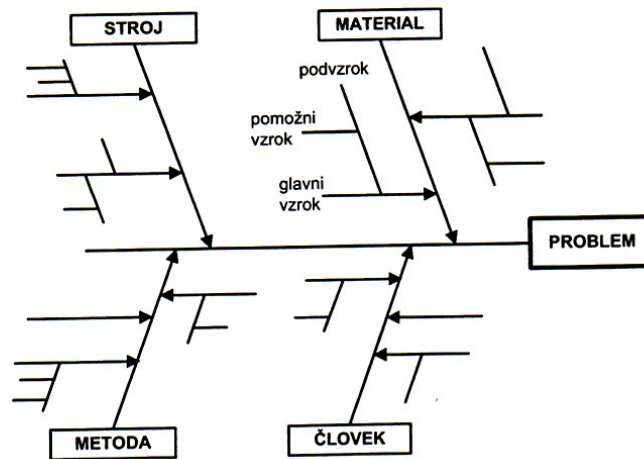 STROJ
MATERIAL
podvzrok
pomožni
vzrok
glavni
vzrok
PROBLEM
METODA
ČLOVEK